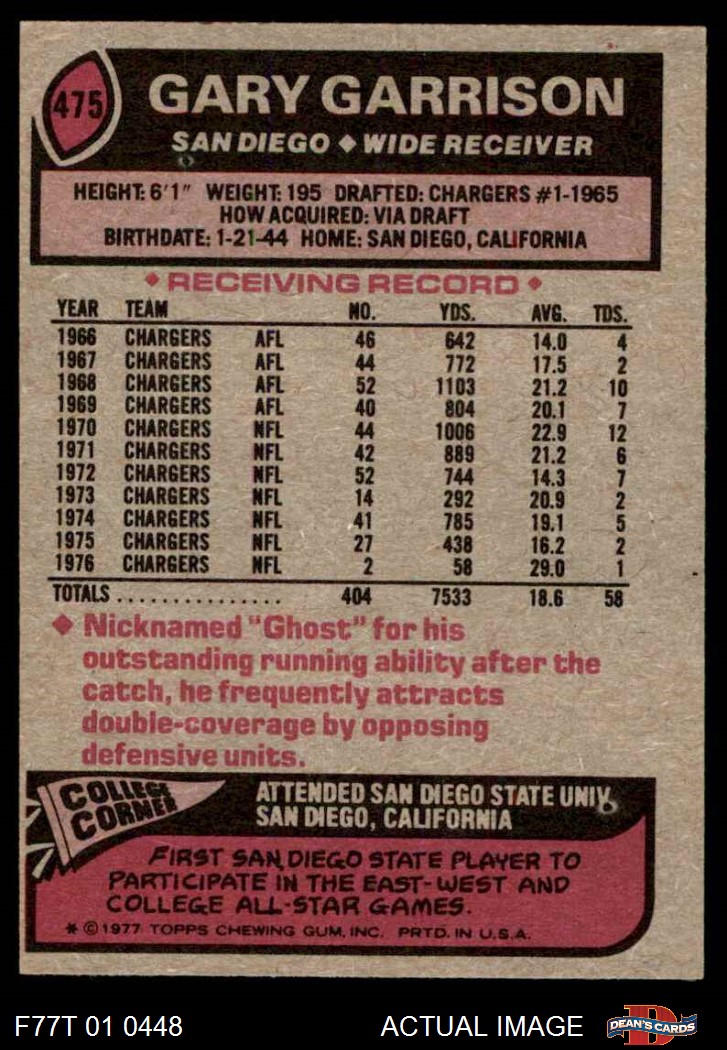 475
GARY GARRISON
SAN DIEGO ◆ WIDE RECEIVER
HEIGHT: 6'1" WEIGHT: 195 DRAFTED: CHARGERS #1-1965
HOW ACQUIRED: VIA DRAFT
BIRTHDATE: 1-21-44 HOME: SAN DIEGO, CALIFORNIA
◆ RECEIVING RECORD ◆
YEAR TEAM NO. YDS. AVG. TDS.
1966 CHARGERS AFL 46 642 14.0 4
1967 CHARGERS AFL 44 772 17.5 2
1968 CHARGERS AFL 52 1103 21.2 10
1969 CHARGERS AFL 40 804 20.1 7
1970 CHARGERS NFL 44 1006 22.9 12
1971 CHARGERS NFL 42 889 21.2 6
1972 CHARGERS NFL 52 744 14.3 7
1973 CHARGERS NFL 14 292 20.9 2
1974 CHARGERS NFL 41 785 19.1 5
1975 CHARGERS NFL 27 438 16.2 2
1976 CHARGERS NFL 2 58 29.0 1
TOTALS ............... 404 7533 18.6 58
◆ Nicknamed "Ghost" for his
outstanding running ability after the
catch, he frequently attracts
double-coverage by opposing
defensive units.
COLLEGE
CORNER
ATTENDED SAN DIEGO STATE UNIV.
SAN DIEGO, CALIFORNIA
FIRST SAN DIEGO STATE PLAYER TO
PARTICIPATE IN THE EAST-WEST AND
COLLEGE ALL-STAR GAMES.
* © 1977 TOPPS CHEWING GUM, INC. PRTD. IN U.S.A.
F77T 01 0448 ACTUAL IMAGE
D
DEAN'S CARDS